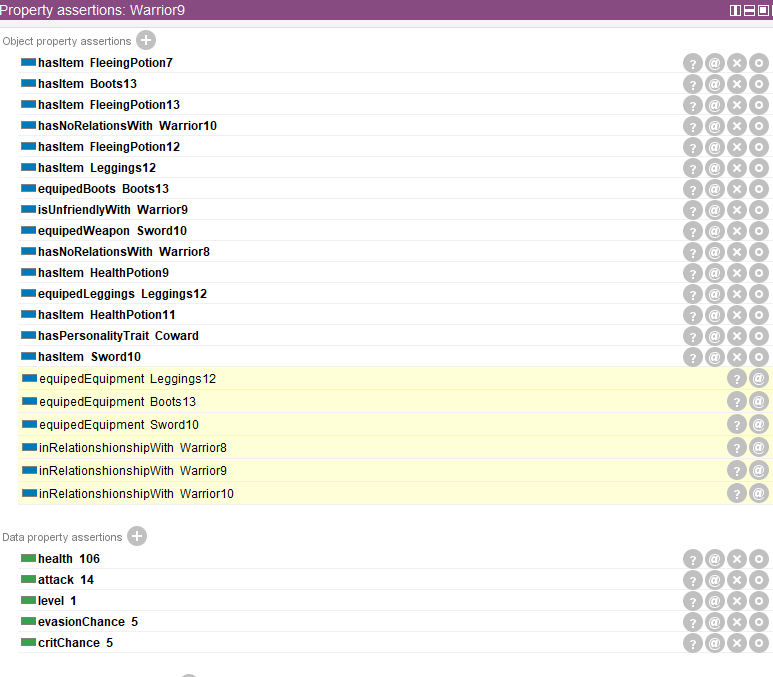 Property assertions: Warrior9
Object property assertions
hasItem FleeingPotion7
hasItem Boots13
hasItem FleeingPotion13
hasNoRelationsWith Warrior10
hasItem FleeingPotion12
hasItem Leggings12
equipedBoots Boots13
isUnfriendlyWith Warrior9
equipedWeapon Sword10
hasNoRelationsWith Warrior8
hasItem HealthPotion9
equipedLeggings Leggings12
hasItem HealthPotion11
hasPersonalityTrait Coward
hasItem Sword10
equipedEquipment Leggings12
equipedEquipment Boots13
equipedEquipment Sword10
inRelationshionshipWith Warrior8
inRelationshionshipWith Warrior9
inRelationshionshipWith Warrior10
Data property assertions
health 106
attack 14
level 1
evasionChance 5
critChance 5